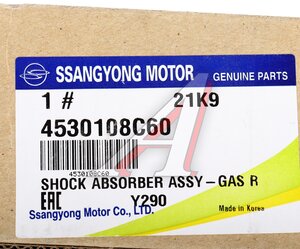 SSANGYONG MOTOR GENUINE PARTS
1 # 21K9
4530108C60
4530108C60
SHOCK ABSORBER ASSY-GAS R
EAC Y290
Made in Korea
Ssangyong Motor Co., LTD.